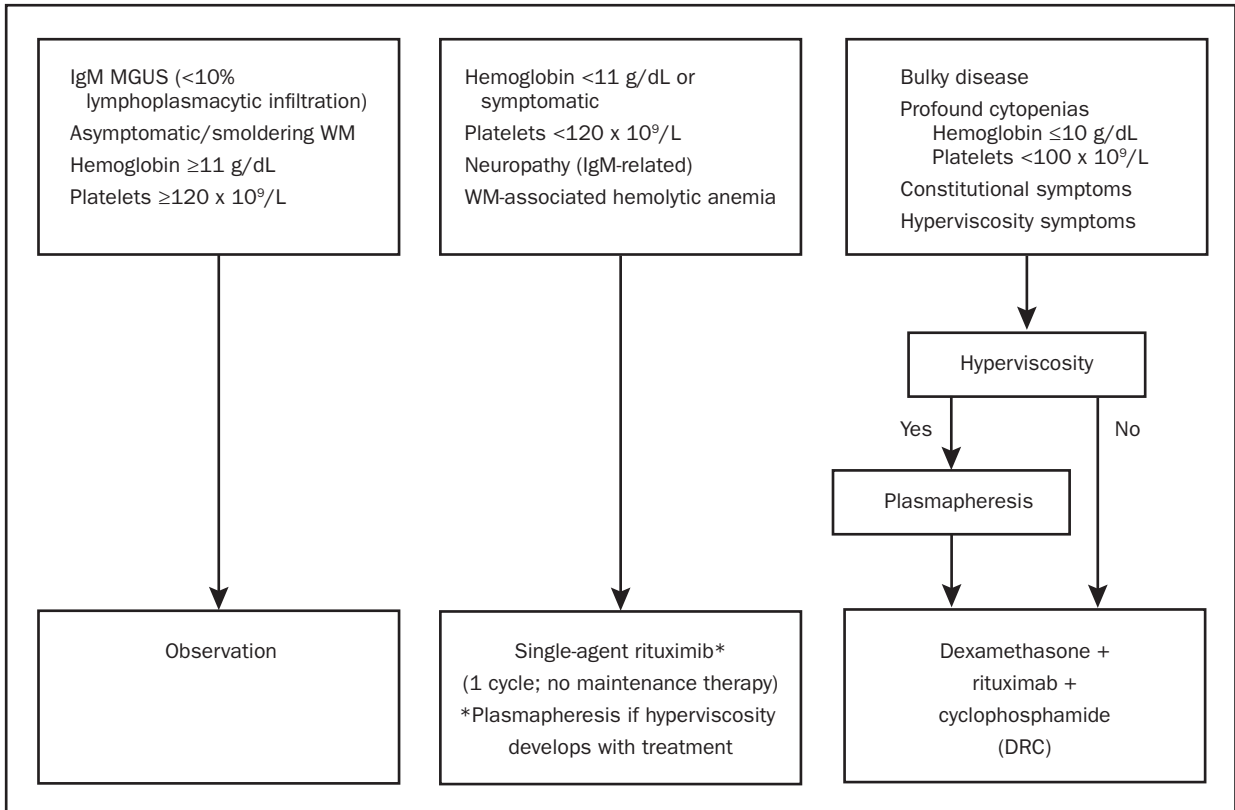 IgM MGUS (<10%
lymphoplasmacytic infiltration)
Asymptomatic/smoldering WM
Hemoglobin ≥11 g/dL
Platelets ≥120 x 10⁹/L
Hemoglobin <11 g/dL or
symptomatic
Platelets <120 x 10⁹/L
Neuropathy (IgM-related)
WM-associated hemolytic anemia
Bulky disease
Profound cytopenias
Hemoglobin ≤10 g/dL
Platelets <100 x 10⁹/L
Constitutional symptoms
Hyperviscosity symptoms
Hyperviscosity
Yes
No
Plasmapheresis
Observation
Single-agent rituximib*
(1 cycle; no maintenance therapy)
*Plasmapheresis if hyperviscosity
develops with treatment
Dexamethasone +
rituximab +
cyclophosphamide
(DRC)